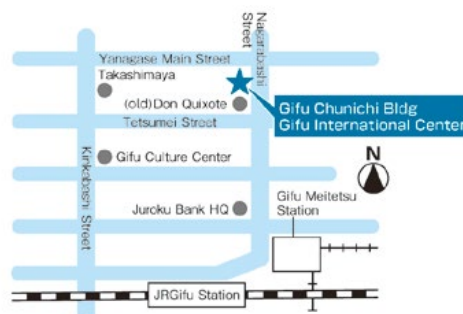 Nagarabashi
Street
Yanagase Main Street
Takashimaya
(old)Don Quixote
Tetsumei Street
Gifu Chunichi Bldg
Gifu International Center
Kinkabashi Street
Gifu Culture Center
N
Juroku Bank HQ
Gifu Meitetsu
Station
JRGifu Station